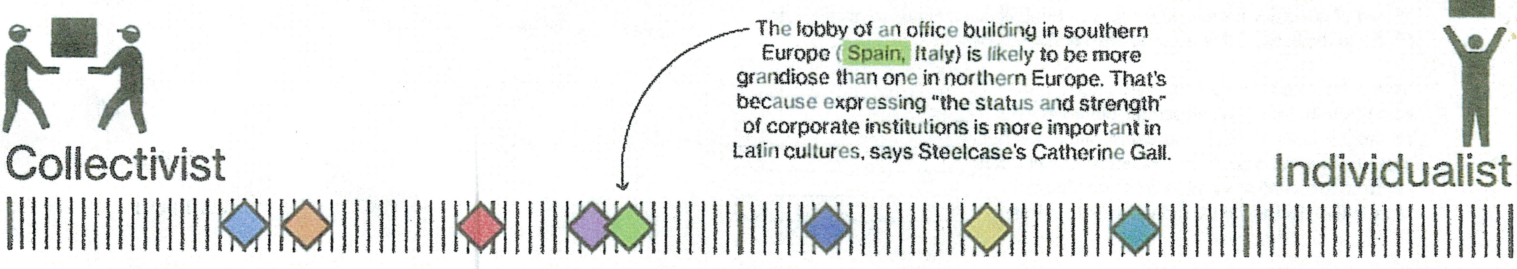 The lobby of an office building in southern
Europe (Spain, Italy) is likely to be more
grandiose than one in northern Europe. That's
because expressing "the status and strength"
of corporate institutions is more important in
Latin cultures, says Steelcase's Catherine Gall.
Collectivist
Individualist